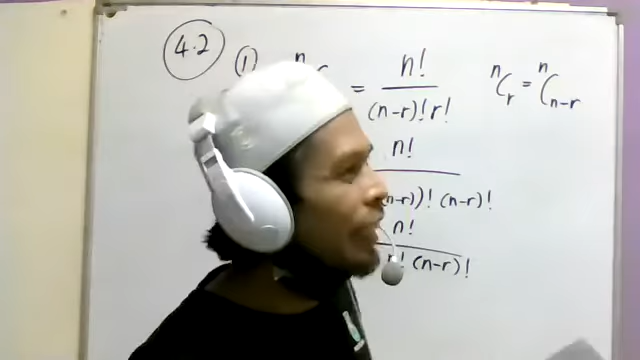 4.2 ① n = n! / (n-r)! r! nCr = nCn-r
n!
n-r))! (n-r)!
n!
r! (n-r)!